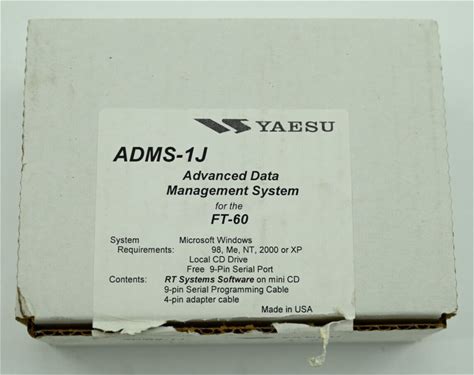 YAESU
ADMS-1J
Advanced Data
Management System
for the
FT-60
System Microsoft Windows
Requirements: 98, Me, NT, 2000 or XP
Local CD Drive
Free 9-Pin Serial Port
Contents: RT Systems Software on mini CD
9-pin Serial Programming Cable
4-pin adapter cable
Made in USA